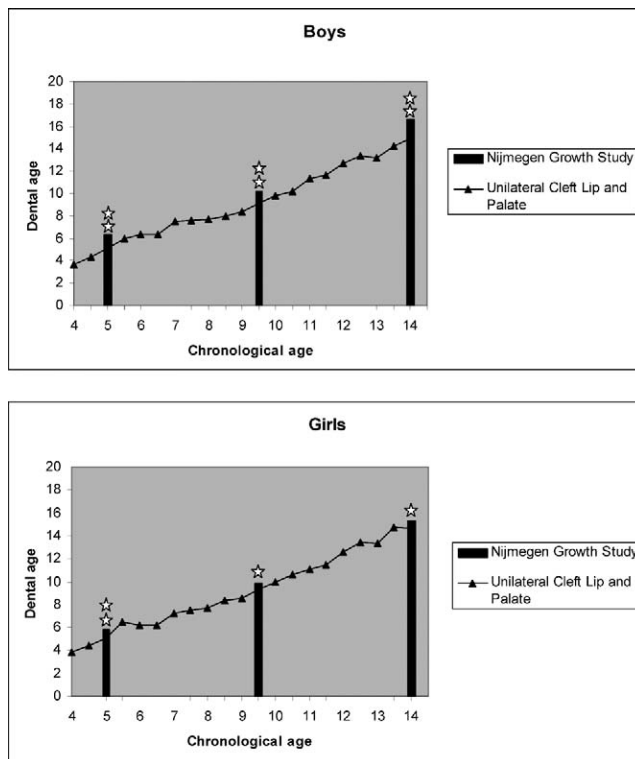 Boys
20
18
16
14
12
10
8
6
4
2
0
Dental age
4 5 6 7 8 9 10 11 12 13 14
Chronological age
Nijmegen Growth Study
Unilateral Cleft Lip and
Palate
Girls
20
18
16
14
12
10
8
6
4
2
0
Dental age
4 5 6 7 8 9 10 11 12 13 14
Chronological age
Nijmegen Growth Study
Unilateral Cleft Lip and
Palate